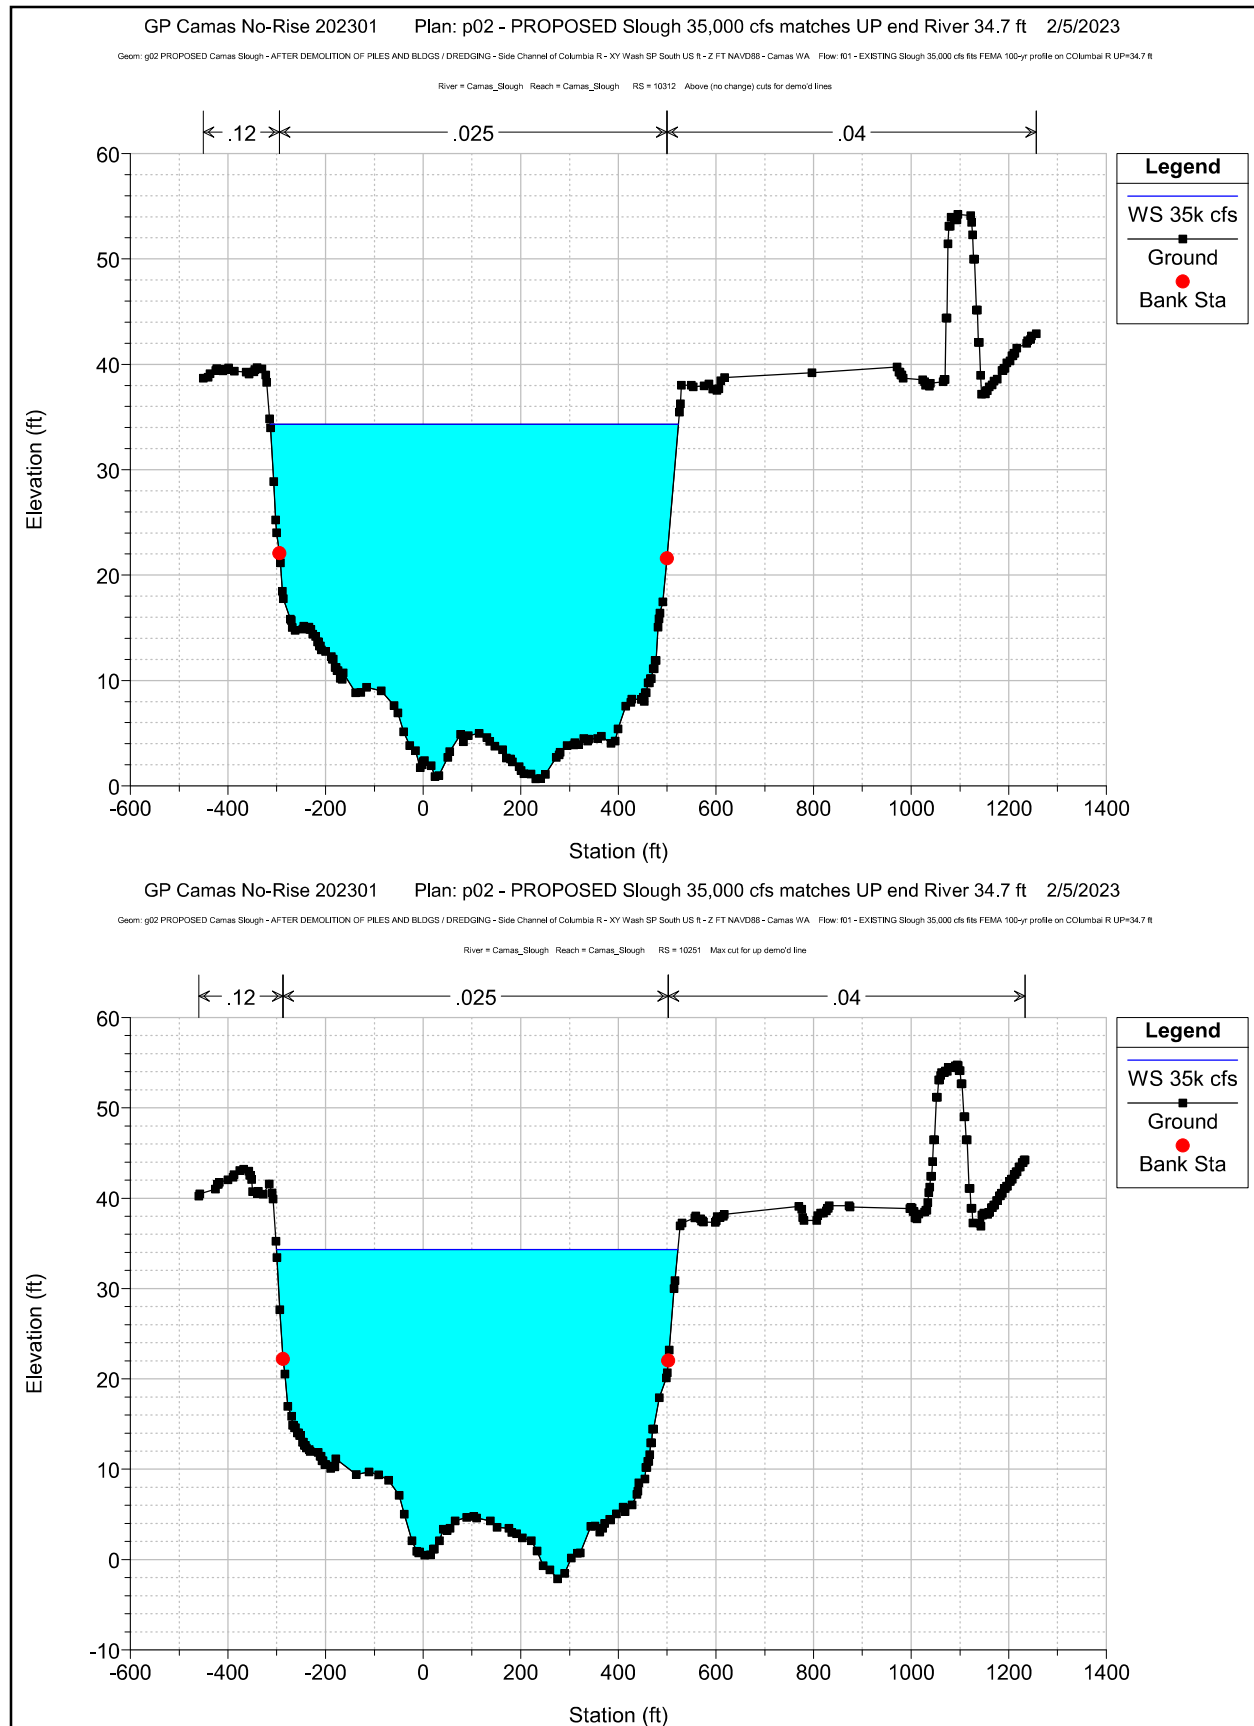 GP Camas No-Rise 202301 Plan: p02 - PROPOSED Slough 35,000 cfs matches UP end River 34.7 ft 2/5/2023
Geom: g02 PROPOSED Camas Slough - AFTER DEMOLITION OF PILES AND BLDGS / DREDGING - Side Channel of Columbia R - XY Wash SP South US ft - Z FT NAVD88 - Camas WA Flow: f01 - EXISTING Slough 35,000 cfs fits FEMA 100-yr profile on COlumbai R UP=34.7 ft
River = Camas_Slough Reach = Camas_Slough RS = 10312 Above (no change) cuts for demo'd lines
.12 .025 .04
60
50
40
30
20
10
0
Elevation (ft)
-600 -400 -200 0 200 400 600 800 1000 1200 1400
Station (ft)
Legend
WS 35k cfs
Ground
Bank Sta
GP Camas No-Rise 202301 Plan: p02 - PROPOSED Slough 35,000 cfs matches UP end River 34.7 ft 2/5/2023
Geom: g02 PROPOSED Camas Slough - AFTER DEMOLITION OF PILES AND BLDGS / DREDGING - Side Channel of Columbia R - XY Wash SP South US ft - Z FT NAVD88 - Camas WA Flow: f01 - EXISTING Slough 35,000 cfs fits FEMA 100-yr profile on COlumbai R UP=34.7 ft
River = Camas_Slough Reach = Camas_Slough RS = 10251 Max cut for up demo'd line
.12 .025 .04
60
50
40
30
20
10
0
-10
Elevation (ft)
-600 -400 -200 0 200 400 600 800 1000 1200 1400
Station (ft)
Legend
WS 35k cfs
Ground
Bank Sta